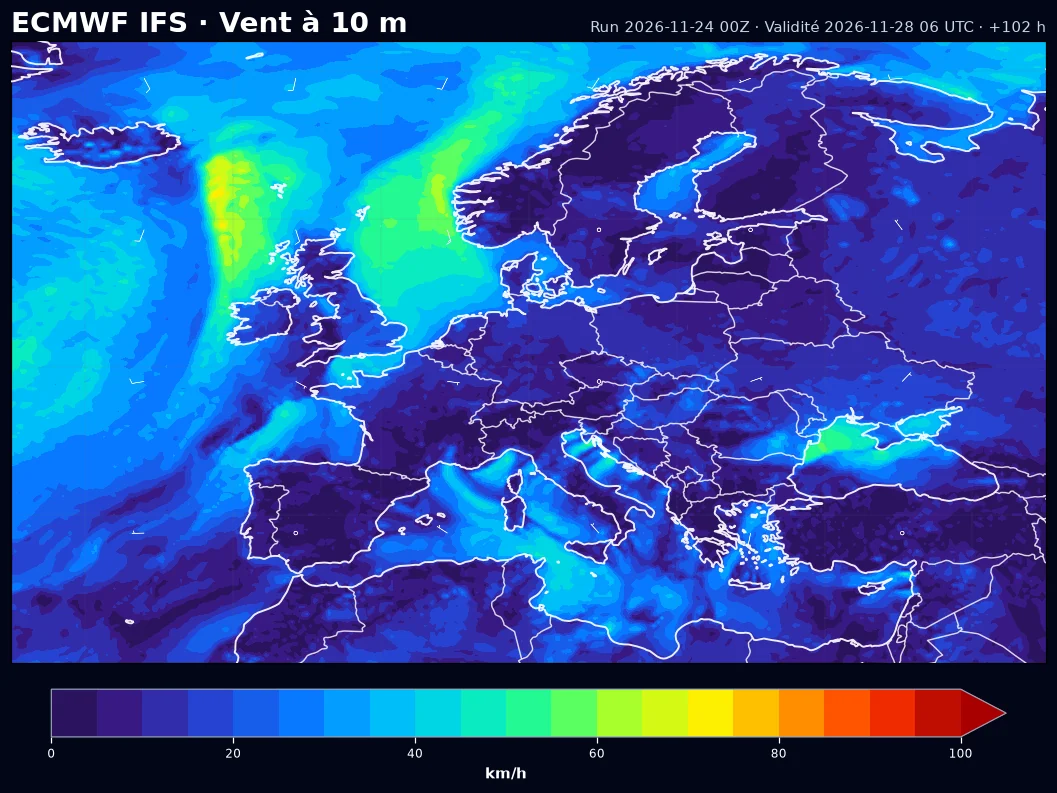 ECMWF IFS · Vent à 10 m
Run 2026-11-24 00Z · Validité 2026-11-28 06 UTC · +102 h
0 20 40 60 80 100
km/h